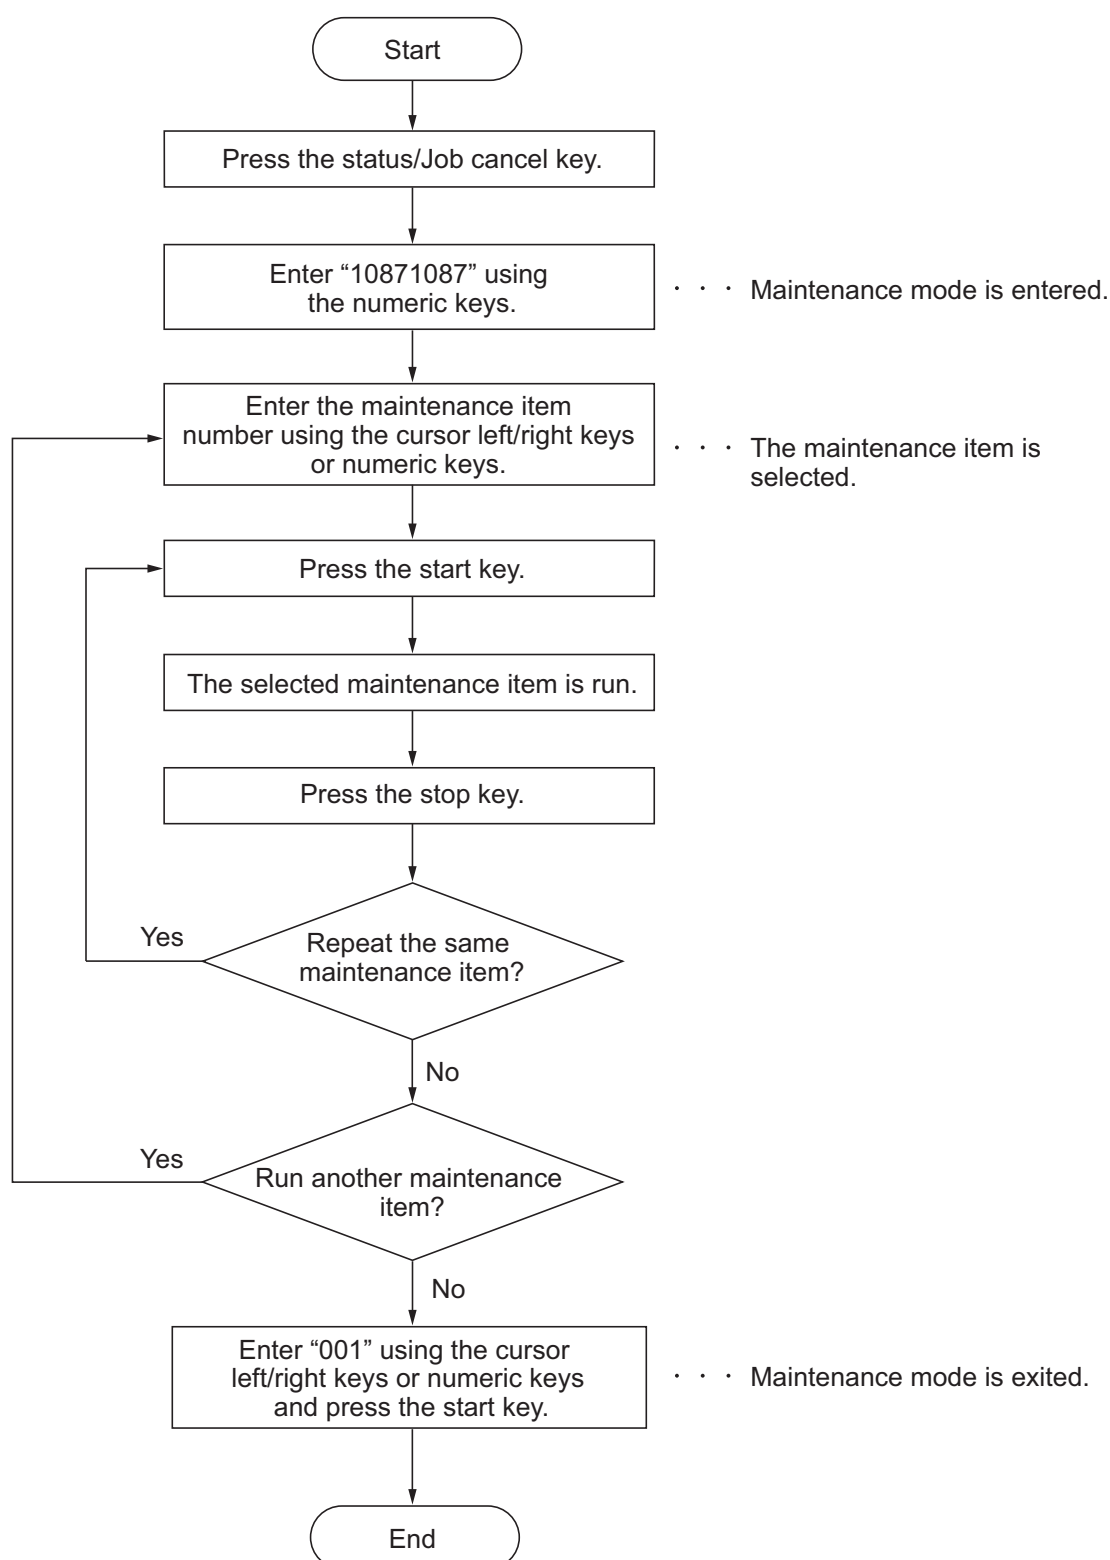 Start
Press the status/Job cancel key.
Enter “10871087” using
the numeric keys.
· · · Maintenance mode is entered.
Enter the maintenance item
number using the cursor left/right keys
or numeric keys.
· · · The maintenance item is
selected.
Press the start key.
The selected maintenance item is run.
Press the stop key.
Yes
Repeat the same
maintenance item?
No
Yes
Run another maintenance
item?
No
Enter “001” using the cursor
left/right keys or numeric keys
and press the start key.
· · · Maintenance mode is exited.
End